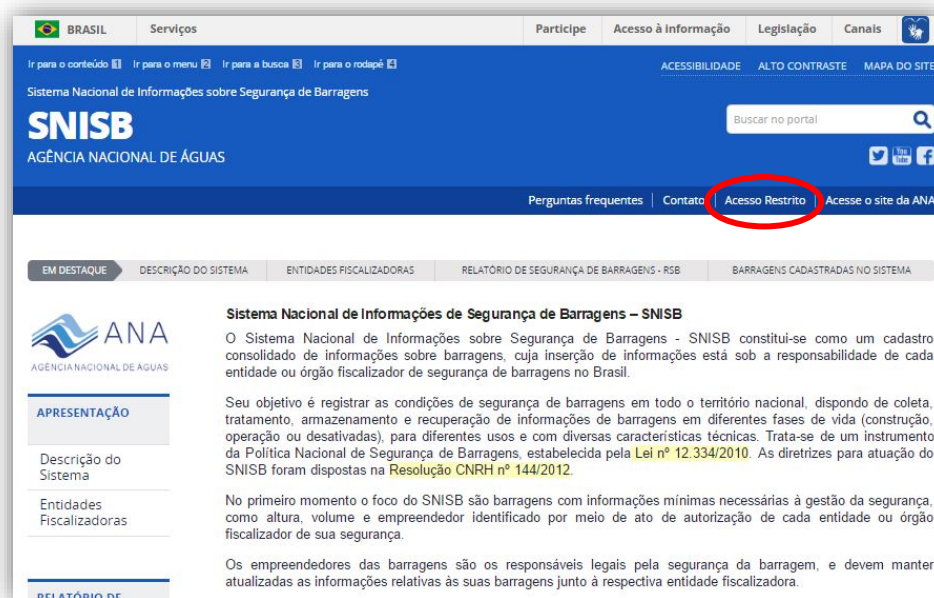 BRASIL Serviços Participe Acesso à informação Legislação Canais
Ir para o conteúdo 1 Ir para o menu 2 Ir para a busca 3 Ir para o rodapé 4 ACESSIBILIDADE ALTO CONTRASTE MAPA DO SITE
Sistema Nacional de Informações sobre Segurança de Barragens
SNISB
Buscar no portal
AGÊNCIA NACIONAL DE ÁGUAS
You Tube
Perguntas frequentes Contato Acesso Restrito Acesse o site da ANA
EM DESTAQUE DESCRIÇÃO DO SISTEMA ENTIDADES FISCALIZADORAS RELATÓRIO DE SEGURANÇA DE BARRAGENS - RSB BARRAGENS CADASTRADAS NO SISTEMA
ANA
AGÊNCIA NACIONAL DE ÁGUAS
APRESENTAÇÃO
Descrição do
Sistema
Entidades
Fiscalizadoras
RELATÓRIO DE
Sistema Nacional de Informações de Segurança de Barragens – SNISB
O Sistema Nacional de Informações sobre Segurança de Barragens - SNISB constitui-se como um cadastro
consolidado de informações sobre barragens, cuja inserção de informações está sob a responsabilidade de cada
entidade ou órgão fiscalizador de segurança de barragens no Brasil.
Seu objetivo é registrar as condições de segurança de barragens em todo o território nacional, dispondo de coleta,
tratamento, armazenamento e recuperação de informações de barragens em diferentes fases de vida (construção,
operação ou desativadas), para diferentes usos e com diversas características técnicas. Trata-se de um instrumento
da Política Nacional de Segurança de Barragens, estabelecida pela Lei nº 12.334/2010. As diretrizes para atuação do
SNISB foram dispostas na Resolução CNRH nº 144/2012.
No primeiro momento o foco do SNISB são barragens com informações mínimas necessárias à gestão da segurança,
como altura, volume e empreendedor identificado por meio de ato de autorização de cada entidade ou órgão
fiscalizador de sua segurança.
Os empreendedores das barragens são os responsáveis legais pela segurança da barragem, e devem manter
atualizadas as informações relativas às suas barragens junto à respectiva entidade fiscalizadora.